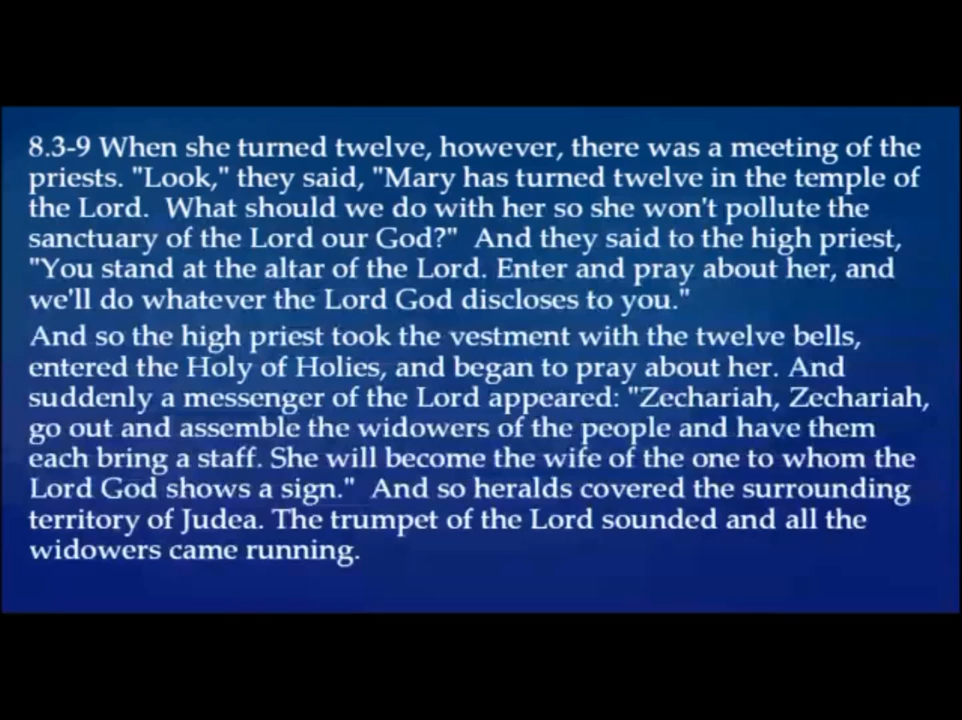 8.3-9 When she turned twelve, however, there was a meeting of the
priests. "Look," they said, "Mary has turned twelve in the temple of
the Lord.  What should we do with her so she won't pollute the
sanctuary of the Lord our God?"  And they said to the high priest,
"You stand at the altar of the Lord. Enter and pray about her, and
we'll do whatever the Lord God discloses to you."
And so the high priest took the vestment with the twelve bells,
entered the Holy of Holies, and began to pray about her. And
suddenly a messenger of the Lord appeared: "Zechariah, Zechariah,
go out and assemble the widowers of the people and have them
each bring a staff. She will become the wife of the one to whom the
Lord God shows a sign."  And so heralds covered the surrounding
territory of Judea. The trumpet of the Lord sounded and all the
widowers came running.